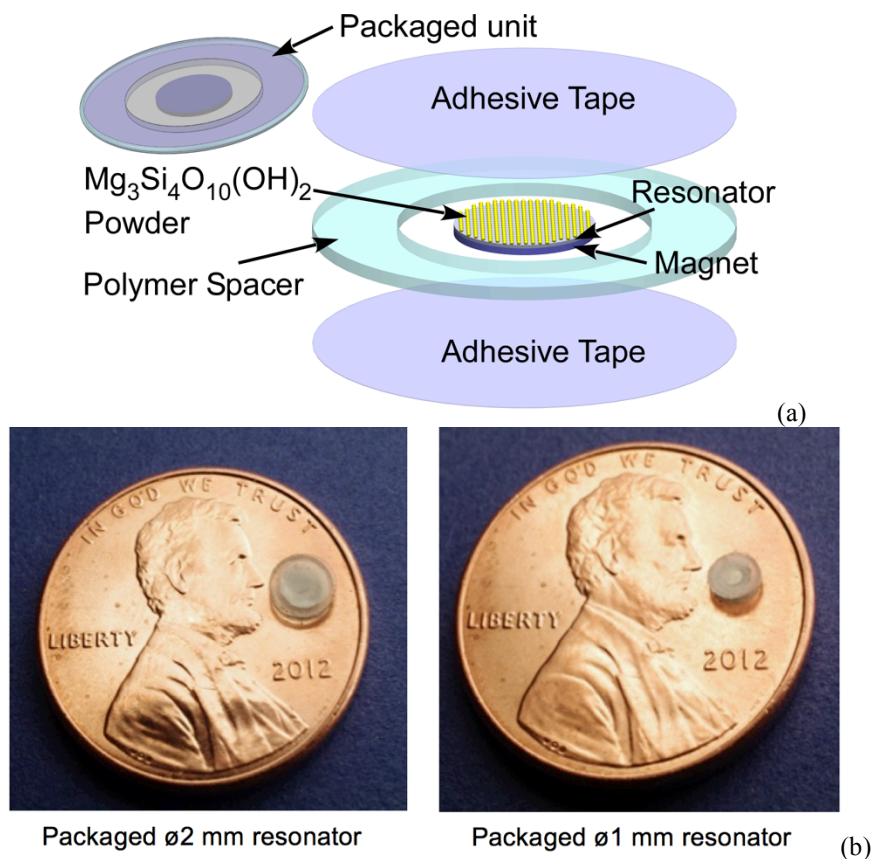 Packaged unit
Adhesive Tape
Mg₃Si₄O₁₀(OH)₂
Powder
Resonator
Magnet
Polymer Spacer
Adhesive Tape
(a)
IN GOD WE TRUST
LIBERTY
2012
IN GOD WE TRUST
LIBERTY
2012
Packaged ø2 mm resonator
Packaged ø1 mm resonator
(b)